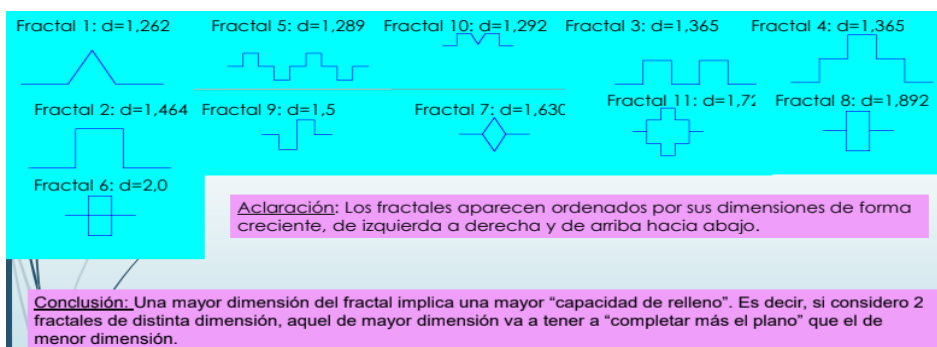 Fractal 1: d=1,262 Fractal 5: d=1,289 Fractal 10: d=1,292 Fractal 3: d=1,365 Fractal 4: d=1,365
Fractal 2: d=1,464 Fractal 9: d=1,5 Fractal 7: d=1,630 Fractal 11: d=1,72 Fractal 8: d=1,892
Fractal 6: d=2,0
Aclaración: Los fractales aparecen ordenados por sus dimensiones de forma
creciente, de izquierda a derecha y de arriba hacia abajo.
Conclusión: Una mayor dimensión del fractal implica una mayor “capacidad de relleno”. Es decir, si considero 2
fractales de distinta dimensión, aquel de mayor dimensión va a tener a “completar más el plano” que el de
menor dimensión.